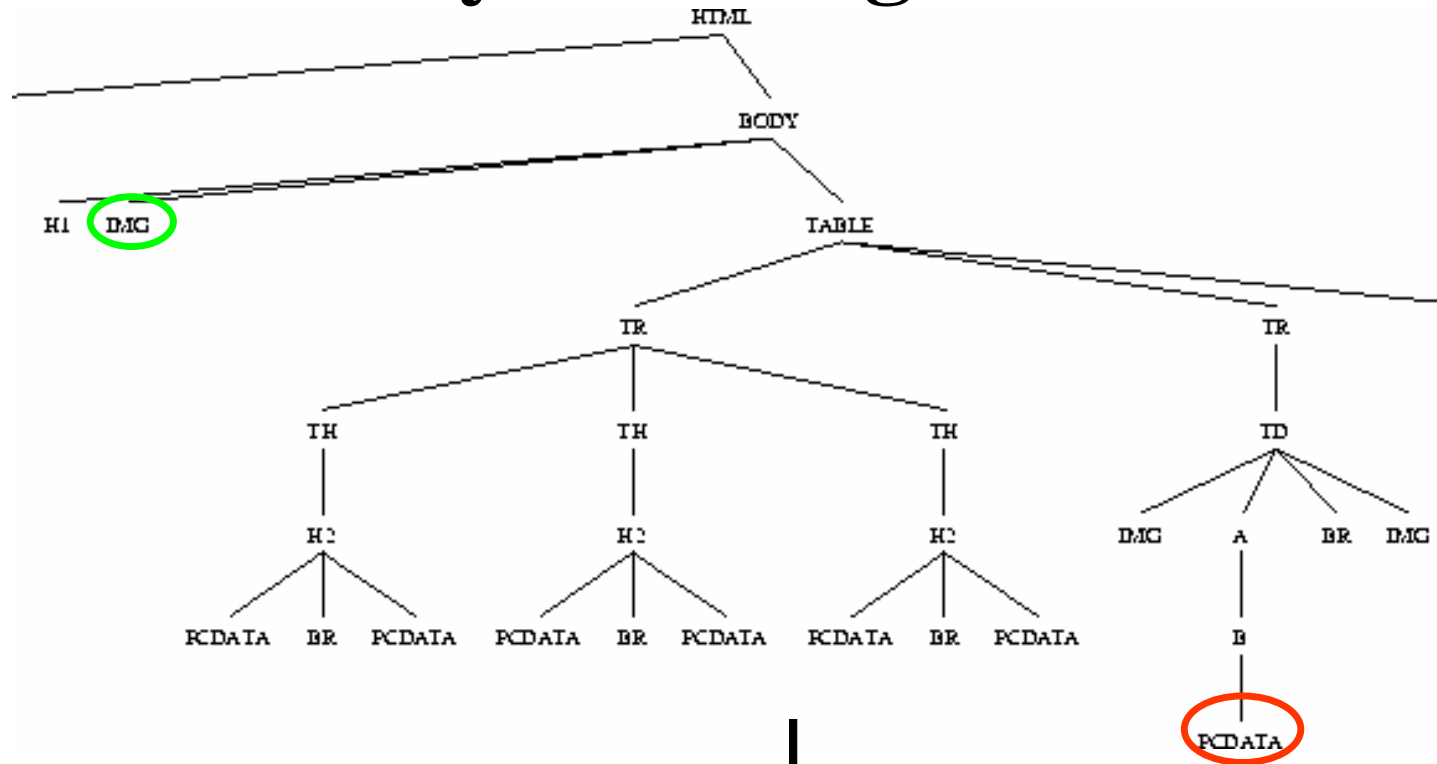 HTML
BODY
H1 IMG TABLE
TR TR
TH TH TH TD
H2 H2 H2 IMG A BR IMG
PCDATA BR PCDATA PCDATA BR PCDATA PCDATA BR PCDATA B
PCDATA